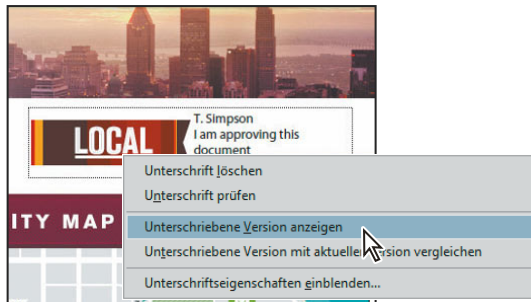 T. Simpson
LOCAL
I am approving this
document
Unterschrift löschen
Unterschrift prüfen
ITY MAP
Unterschriebene Version anzeigen
Unterschriebene Version mit aktueller Version vergleichen
Unterschriftseigenschaften einblenden...